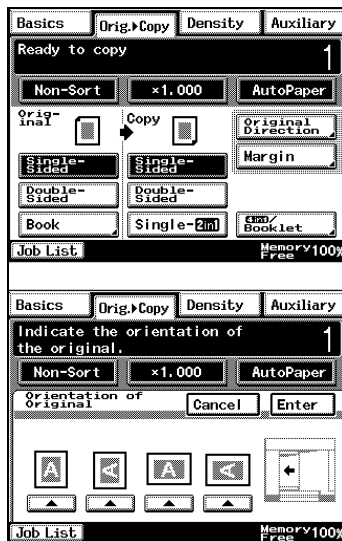 Basics Orig.▸Copy Density Auxiliary
Ready to copy 1
Non-Sort ×1.000 AutoPaper
Orig-
inal Copy Original
Direction
Single-
Sided Single-
Sided Margin
Double-
Sided Double-
Sided
Book Single-2in1 4in1/
Booklet
Job List Memory
Free 100%
Basics Orig.▸Copy Density Auxiliary
Indicate the orientation of
the original. 1
Non-Sort ×1.000 AutoPaper
Orientation of
Original Cancel Enter
A A A A
Job List Memory
Free 100%